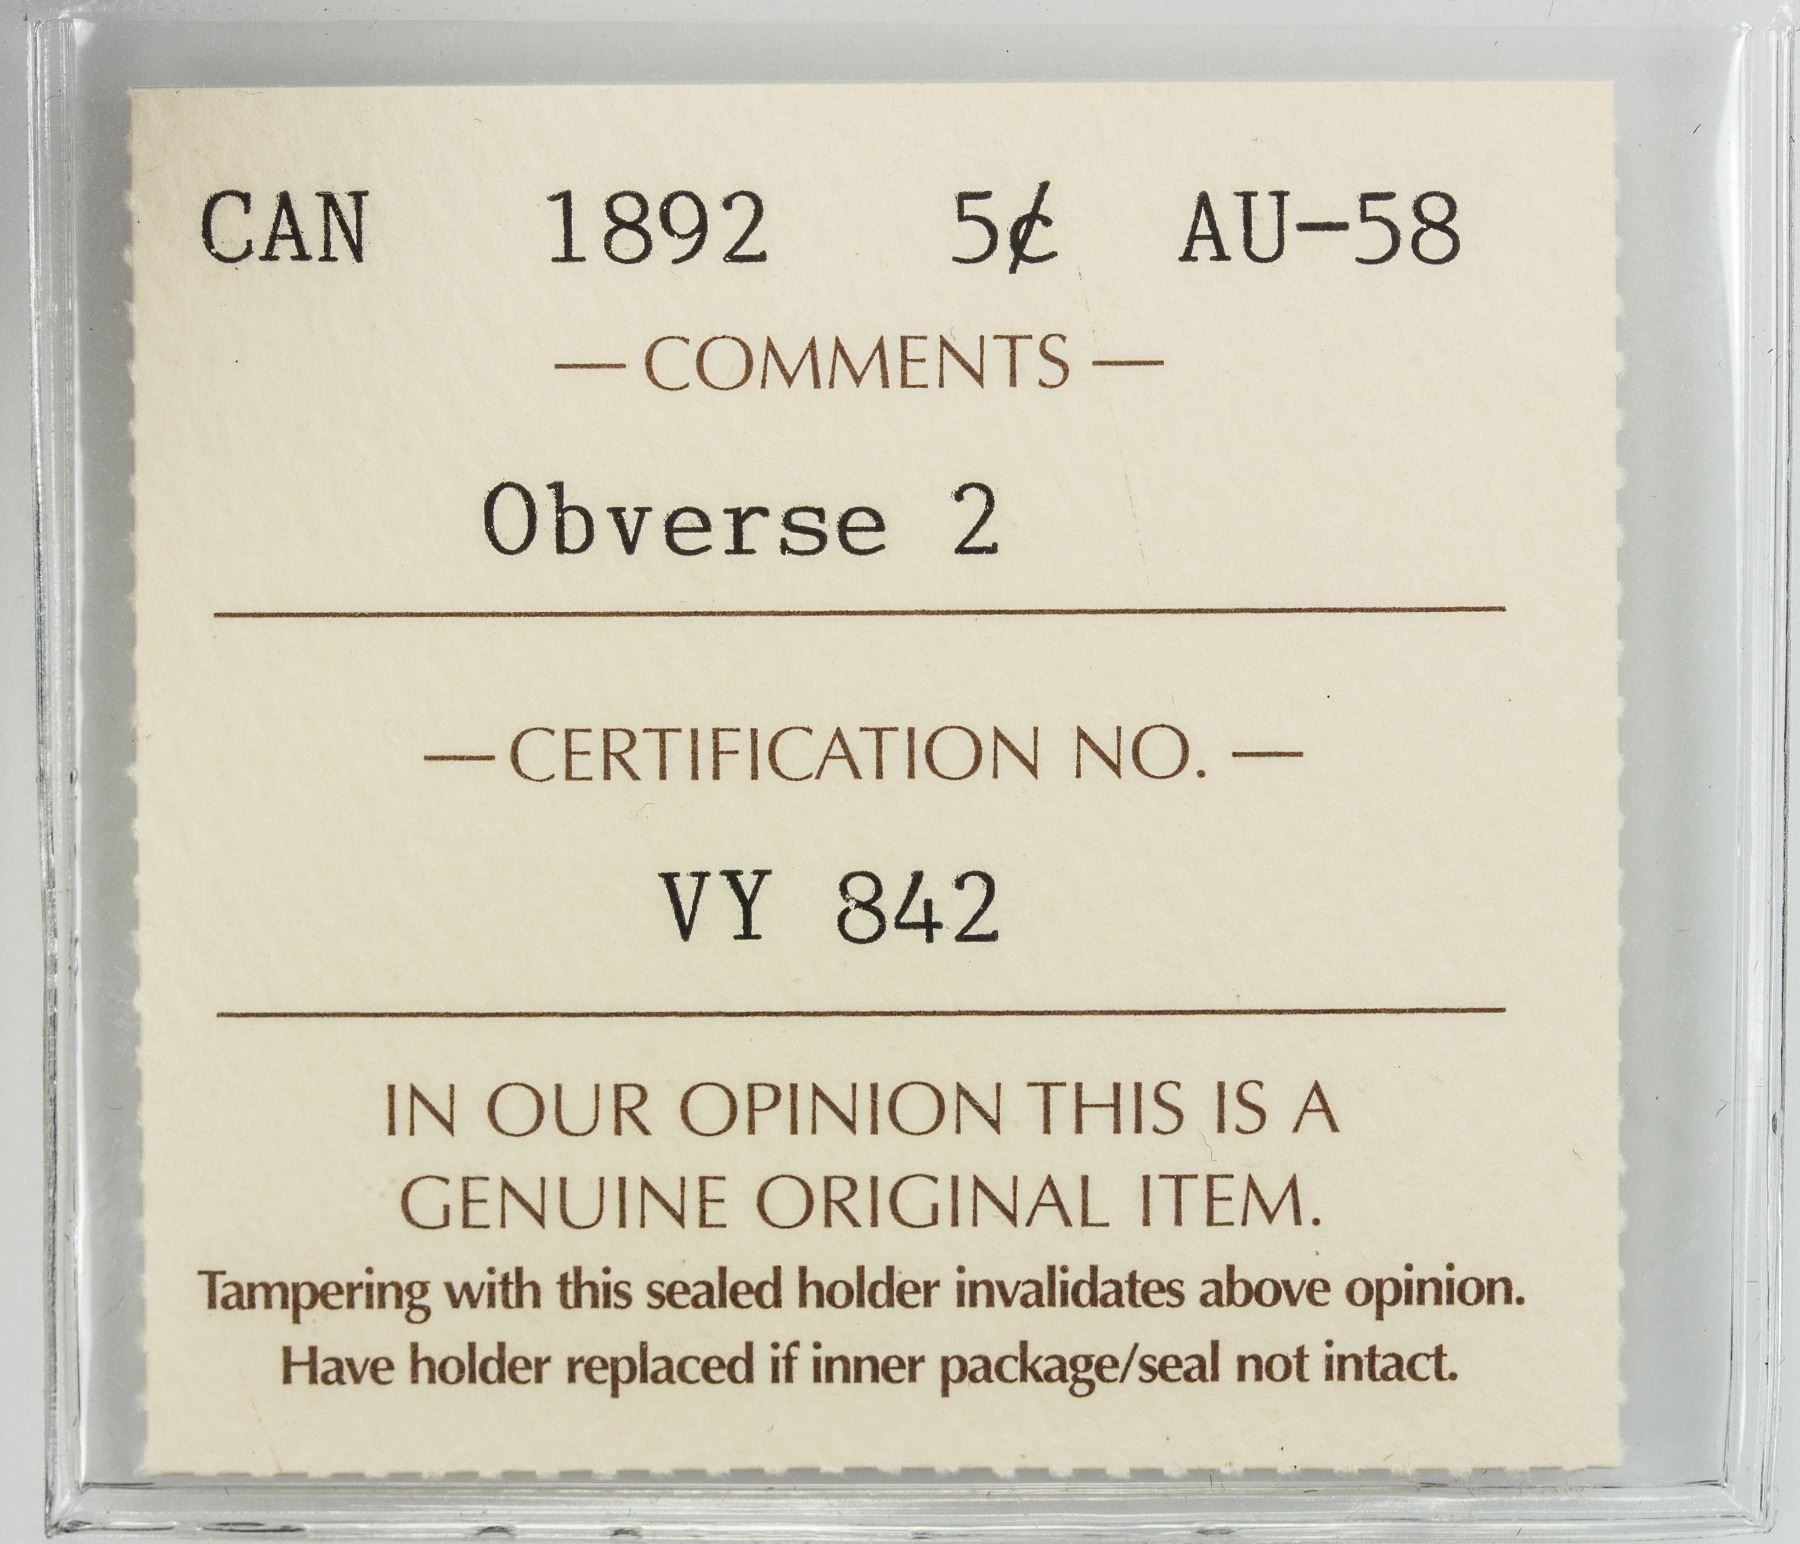 CAN 1892 5¢ AU-58
— COMMENTS —
Obverse 2
— CERTIFICATION NO. —
VY 842
IN OUR OPINION THIS IS A
GENUINE ORIGINAL ITEM.
Tampering with this sealed holder invalidates above opinion.
Have holder replaced if inner package/seal not intact.